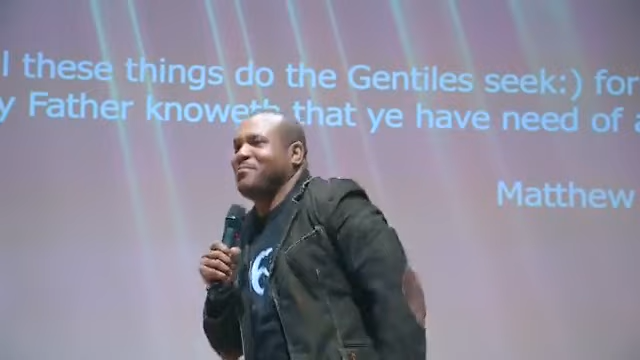 these things do the Gentiles seek:) for
Father knoweth that ye have need of
Matthew